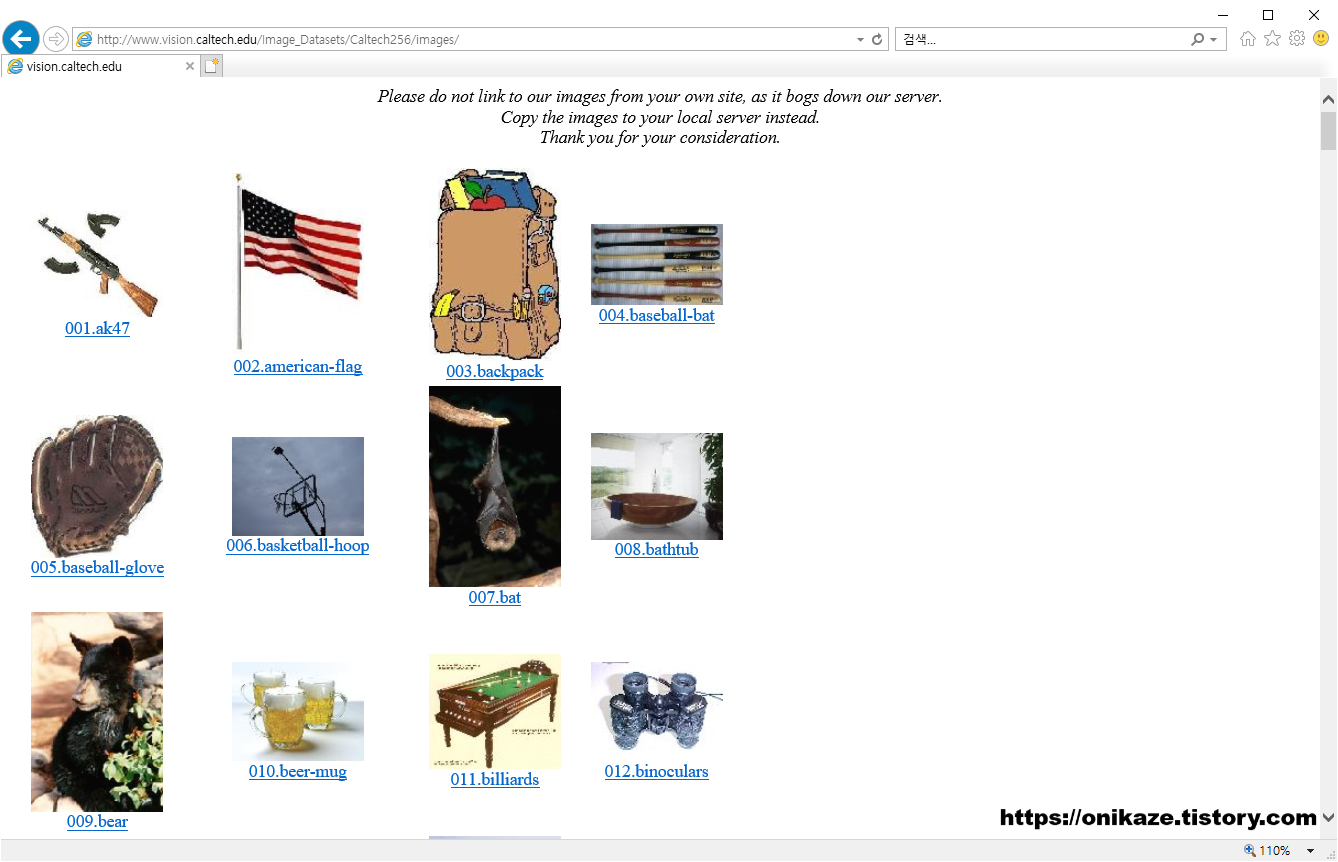 http://www.vision.caltech.edu/Image_Datasets/Caltech256/images/
검색...
vision.caltech.edu
Please do not link to our images from your own site, as it bogs down our server.
Copy the images to your local server instead.
Thank you for your consideration.
001.ak47
002.american-flag
003.backpack
004.baseball-bat
005.baseball-glove
006.basketball-hoop
007.bat
008.bathtub
009.bear
010.beer-mug
011.billiards
012.binoculars
https://onikaze.tistory.com
110%